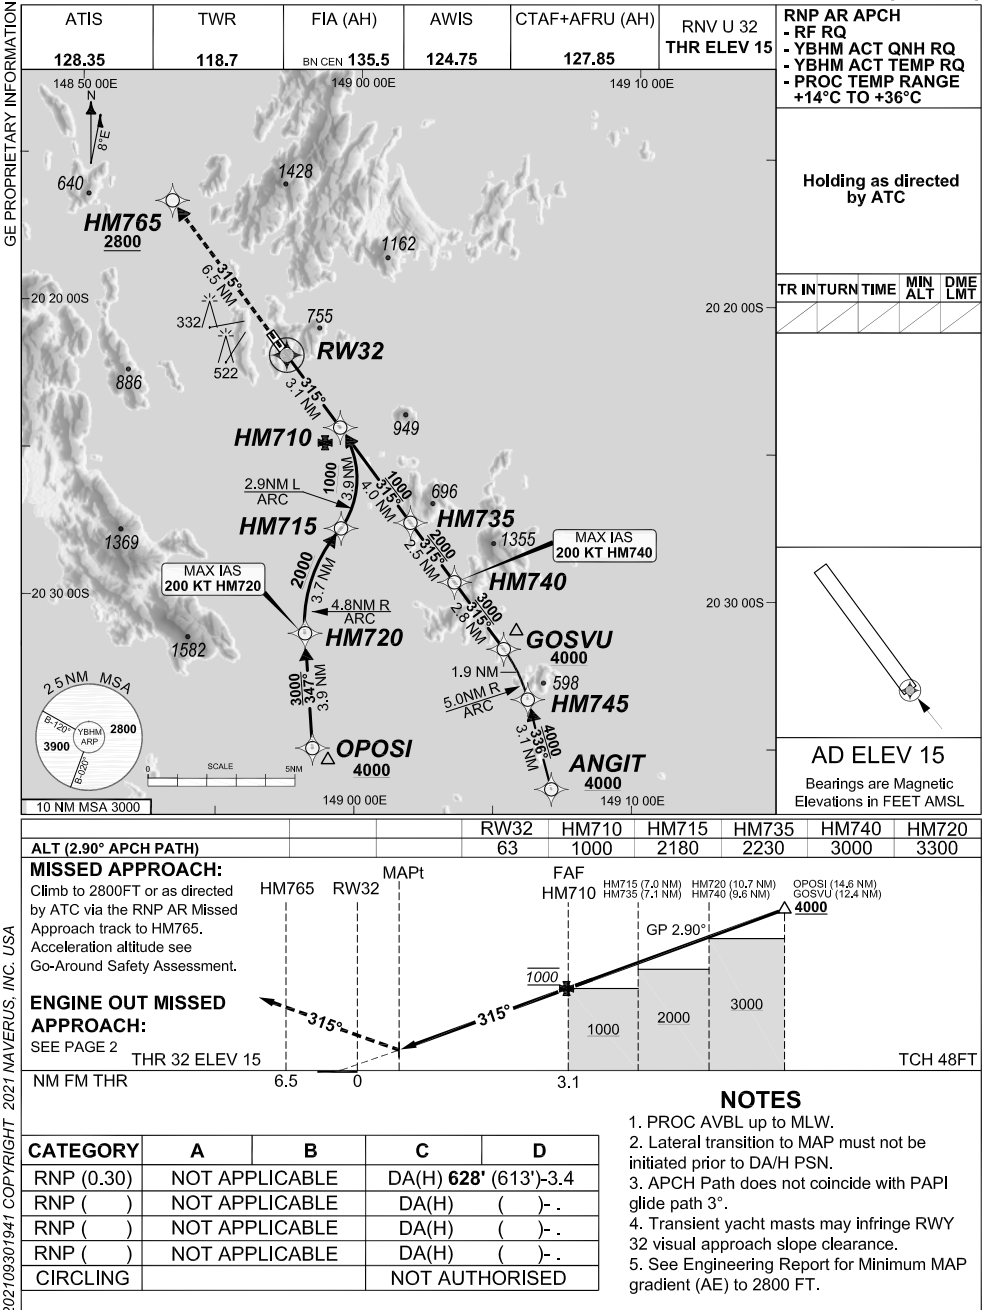 GE PROPRIETARY INFORMATION
ATIS
128.35
TWR
118.7
FIA (AH)
BN CEN 135.5
AWIS
124.75
CTAF+AFRU (AH)
127.85
RNV U 32
THR ELEV 15
RNP AR APCH
- RF RQ
- YBHM ACT QNH RQ
- YBHM ACT TEMP RQ
- PROC TEMP RANGE
+14°C TO +36°C
Holding as directed
by ATC
TR IN TURN TIME MIN ALT DME LMT
148 50 00E
149 00 00E
149 10 00E
N
8°E
640
1428
HM765
2800
1162
315°
6.5 NM
20 20 00S
20 20 00S
332
755
522
RW32
886
315°
3.1 NM
949
HM710
1000
3.9NM
2.9NM L
ARC
1000
315°
4.0 NM
696
HM715
HM735
1369
2000
315°
2.5 NM
1355
MAX IAS
200 KT HM740
MAX IAS
200 KT HM720
2000
3.7NM
HM740
20 30 00S
20 30 00S
4.8NM R
ARC
3000
315°
2.8 NM
HM720
GOSVU
4000
1582
1.9 NM
598
5.0NM R
ARC
HM745
3000
347°
3.9 NM
25NM MSA
B-120°
YBHM
ARP
2800
3900
B-020°
OPOSI
4000
4000
336°
3.1 NM
ANGIT
4000
0 SCALE 5NM
10 NM MSA 3000
149 00 00E
149 10 00E
AD ELEV 15
Bearings are Magnetic
Elevations in FEET AMSL
RW32 HM710 HM715 HM735 HM740 HM720
ALT (2.90° APCH PATH) 63 1000 2180 2230 3000 3300
MISSED APPROACH:
Climb to 2800FT or as directed
by ATC via the RNP AR Missed
Approach track to HM765.
Acceleration altitude see
Go-Around Safety Assessment.
ENGINE OUT MISSED
APPROACH:
SEE PAGE 2
HM765
RW32
MAPt
FAF
HM710
HM715 (7.0 NM)
HM735 (7.1 NM)
HM720 (10.7 NM)
HM740 (9.6 NM)
OPOSI (14.6 NM)
GOSVU (12.4 NM)
4000
GP 2.90°
1000
315°
315°
1000
2000
3000
THR 32 ELEV 15
TCH 48FT
NM FM THR 6.5 0 3.1
CATEGORY A B C D
RNP (0.30) NOT APPLICABLE DA(H) 628' (613')-3.4
RNP ( ) NOT APPLICABLE DA(H) ( )- .
RNP ( ) NOT APPLICABLE DA(H) ( )- .
RNP ( ) NOT APPLICABLE DA(H) ( )- .
CIRCLING NOT AUTHORISED
NOTES
1. PROC AVBL up to MLW.
2. Lateral transition to MAP must not be
initiated prior to DA/H PSN.
3. APCH Path does not coincide with PAPI
glide path 3°.
4. Transient yacht masts may infringe RWY
32 visual approach slope clearance.
5. See Engineering Report for Minimum MAP
gradient (AE) to 2800 FT.
202109301941 COPYRIGHT 2021 NAVERUS, INC. USA